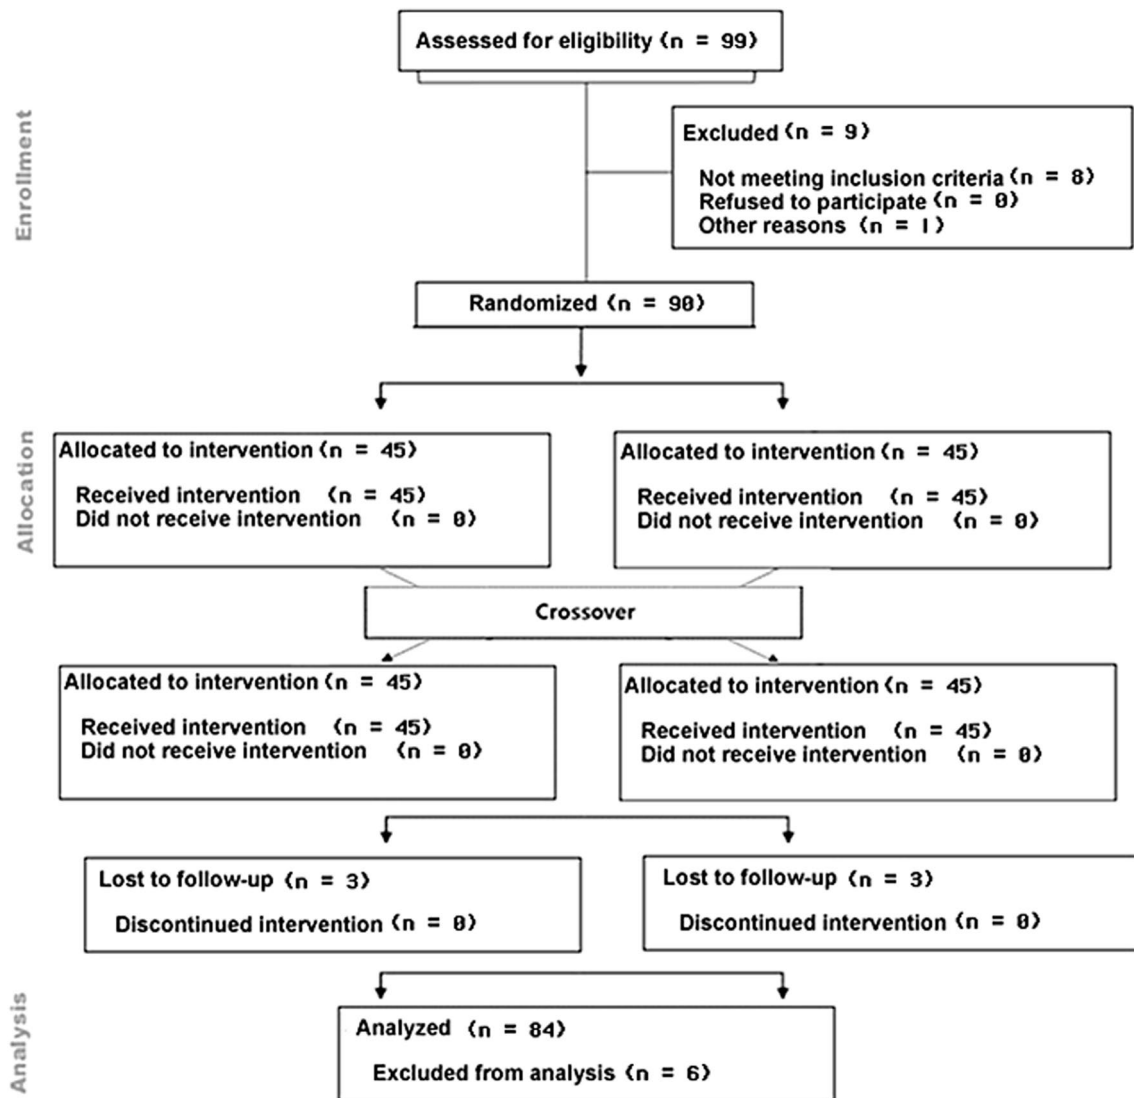 Assessed for eligibility (n = 99)
Enrollment
Excluded (n = 9)
Not meeting inclusion criteria (n = 8)
Refused to participate (n = 0)
Other reasons (n = 1)
Randomized (n = 90)
Allocation
Allocated to intervention (n = 45)
Received intervention (n = 45)
Did not receive intervention (n = 0)
Allocated to intervention (n = 45)
Received intervention (n = 45)
Did not receive intervention (n = 0)
Crossover
Allocated to intervention (n = 45)
Received intervention (n = 45)
Did not receive intervention (n = 0)
Allocated to intervention (n = 45)
Received intervention (n = 45)
Did not receive intervention (n = 0)
Lost to follow-up (n = 3)
Discontinued intervention (n = 0)
Lost to follow-up (n = 3)
Discontinued intervention (n = 0)
Analysis
Analyzed (n = 84)
Excluded from analysis (n = 6)